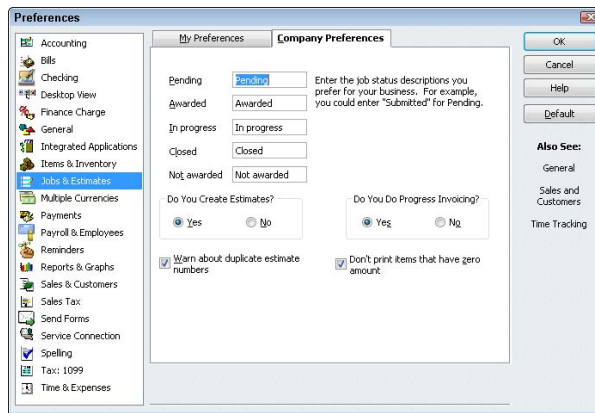 Preferences
Accounting
Bills
Checking
Desktop View
Finance Charge
General
Integrated Applications
Items & Inventory
Jobs & Estimates
Multiple Currencies
Payments
Payroll & Employees
Reminders
Reports & Graphs
Sales & Customers
Sales Tax
Send Forms
Service Connection
Spelling
Tax: 1099
Time & Expenses
My Preferences
Company Preferences
Pending Pending
Awarded Awarded
In progress In progress
Closed Closed
Not awarded Not awarded
Enter the job status descriptions you
prefer for your business. For example,
you could enter "Submitted" for Pending.
Do You Create Estimates?
Yes No
Do You Do Progress Invoicing?
Yes No
Warn about duplicate estimate
numbers
Don't print items that have zero
amount
OK
Cancel
Help
Default
Also See:
General
Sales and
Customers
Time Tracking